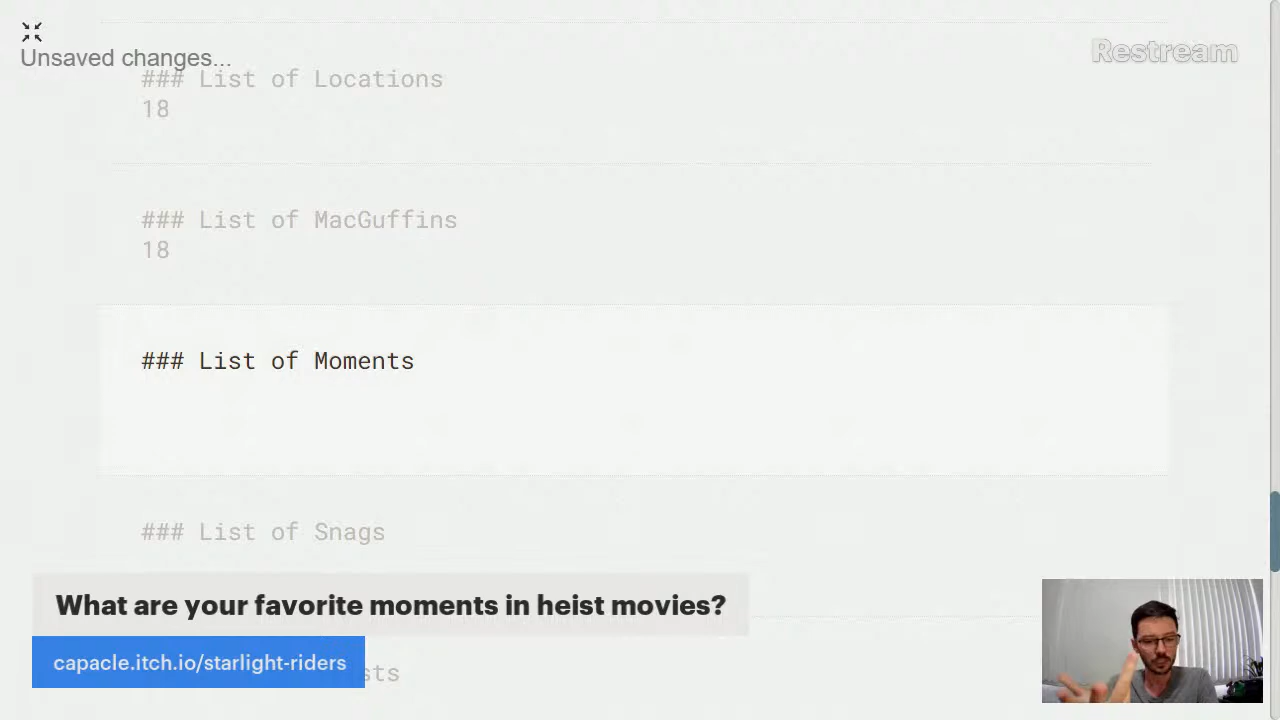 Unsaved changes...
Restream
### List of Locations
18
### List of MacGuffins
18
### List of Moments
### List of Snags
What are your favorite moments in heist movies?
capacle.itch.io/starlight-riders
sts